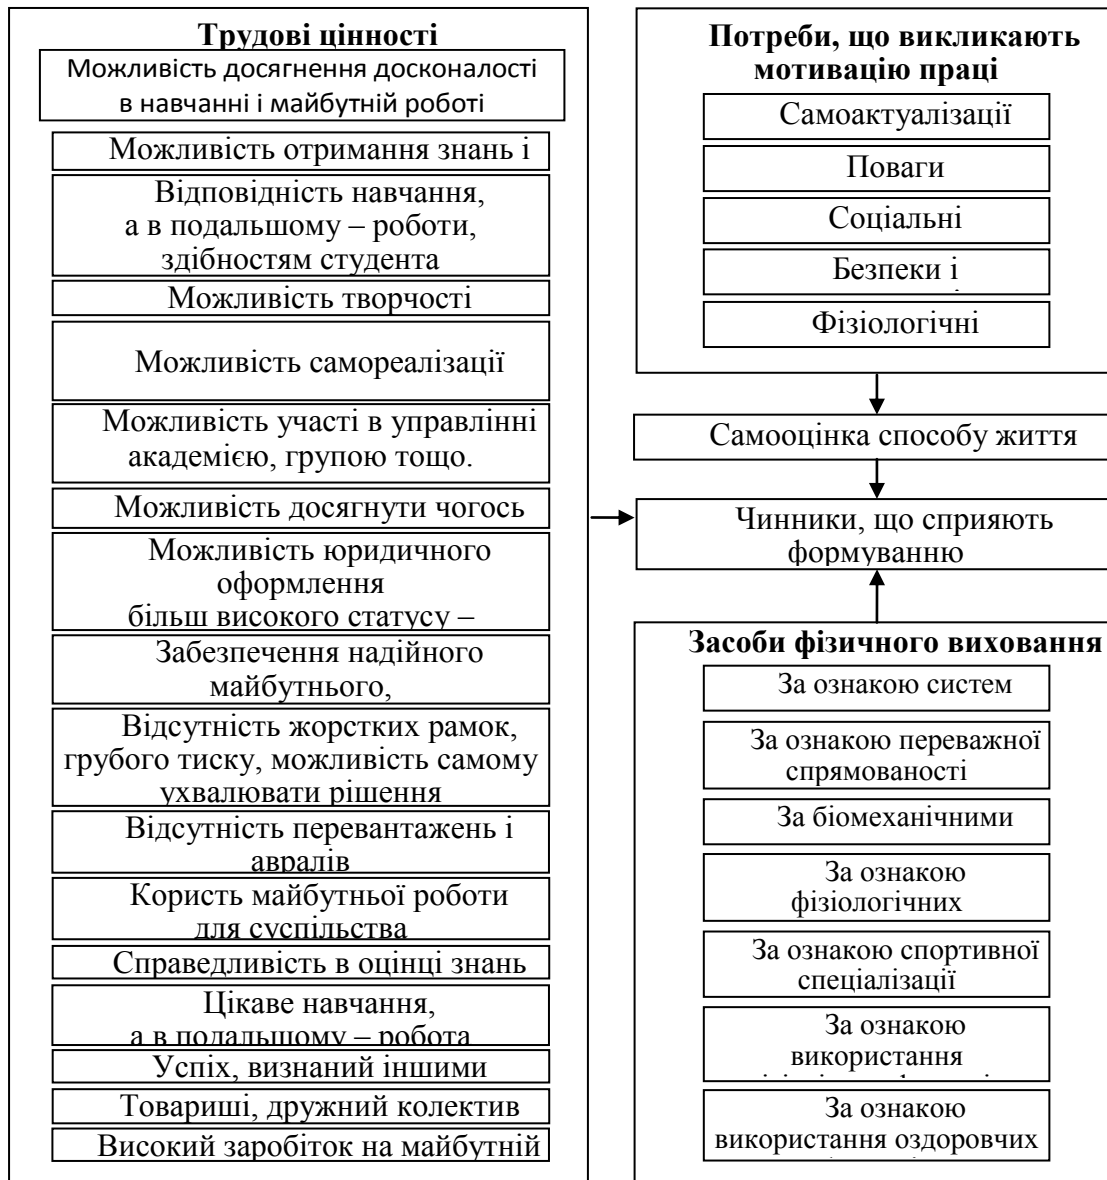 Трудові цінності
Можливість досягнення досконалості
в навчанні і майбутній роботі
Можливість отримання знань і
Відповідність навчання,
а в подальшому – роботи,
здібностям студента
Можливість творчості
Можливість самореалізації
Можливість участі в управлінні
академією, групою тощо.
Можливість досягнути чогось
Можливість юридичного
оформлення
більш високого статусу –
Забезпечення надійного
майбутнього,
Відсутність жорстких рамок,
грубого тиску, можливість самому
ухвалювати рішення
Відсутність перевантажень і
авралів
Користь майбутньої роботи
для суспільства
Справедливість в оцінці знань
Цікаве навчання,
а в подальшому – робота
Успіх, визнаний іншими
Товариші, дружний колектив
Високий заробіток на майбутній
Потреби, що викликають
мотивацію праці
Самоактуалізації
Поваги
Соціальні
Безпеки і
Фізіологічні
Самооцінка способу життя
Чинники, що сприяють
формуванню
Засоби фізичного виховання
За ознакою систем
За ознакою переважної
спрямованості
За біомеханічними
За ознакою
фізіологічних
За ознакою спортивної
спеціалізації
За ознакою
використання
За ознакою
використання оздоровчих